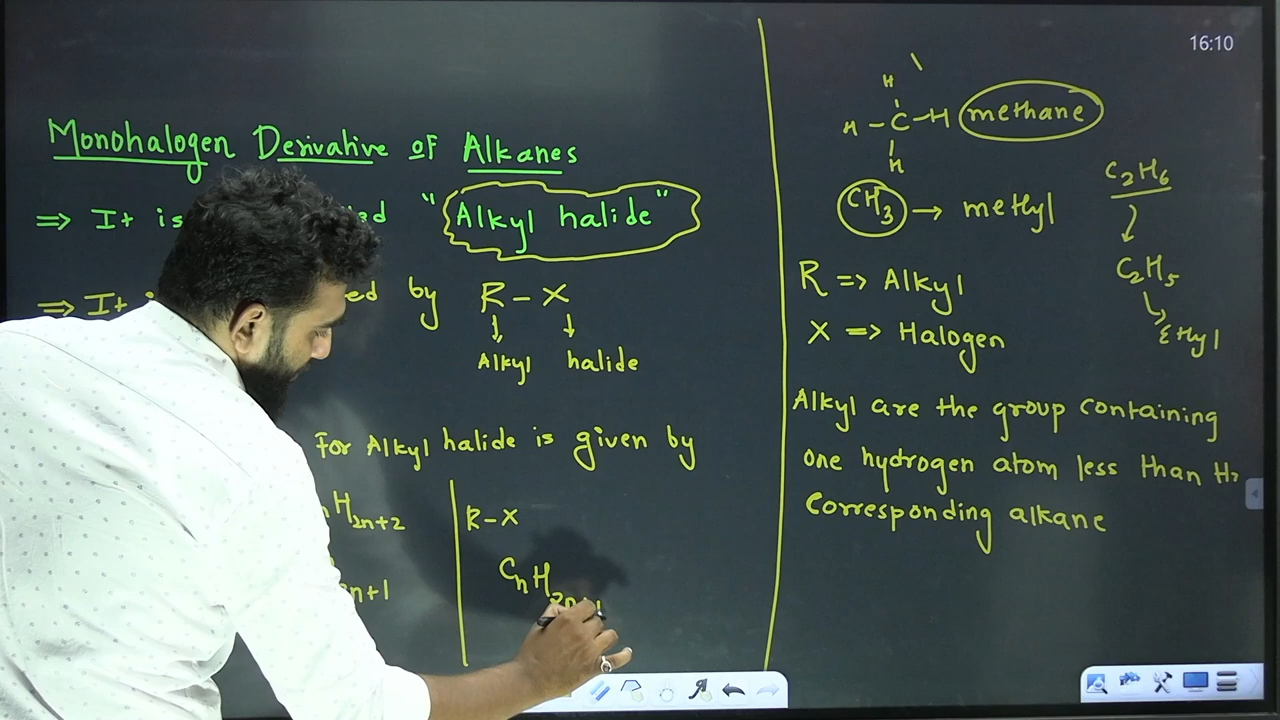 Monohalogen Derivative of Alkanes
=> It is "Alkyl halide"
=> It by R - X
Alkyl halide
For Alkyl halide is given by
H2n+2
R-X
n+1
CnH2n+1
16:10
H
H - C - H methane
H
CH3 → methyl
C2H6
C2H5
Ethyl
R => Alkyl
X => Halogen
Alkyl are the group containing
one hydrogen atom less than
Corresponding alkane